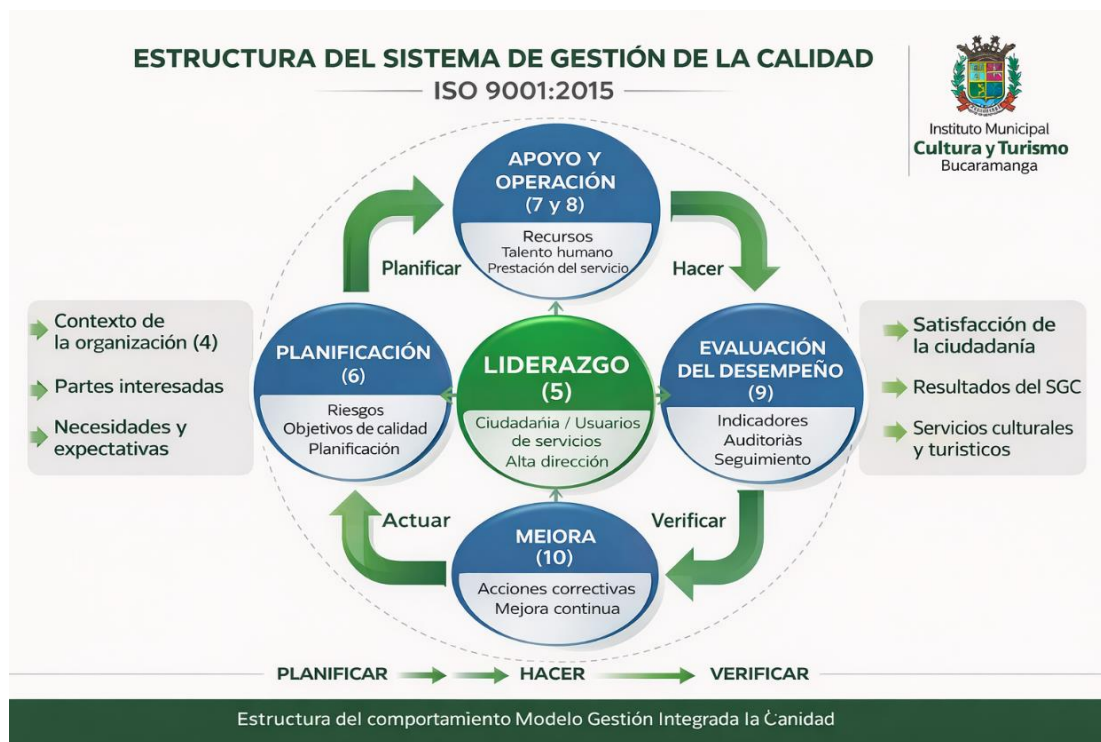 ESTRUCTURA DEL SISTEMA DE GESTIÓN DE LA CALIDAD
ISO 9001:2015
Instituto Municipal
Cultura y Turismo
Bucaramanga
APOYO Y
OPERACIÓN
(7 y 8)
Recursos
Talento humano
Prestación del servicio
Planificar
Hacer
Contexto de
la organización (4)
Partes interesadas
Necesidades y
expectativas
PLANIFICACIÓN
(6)
Riesgos
Objetivos de calidad
Planificación
LIDERAZGO
(5)
Ciudadańia / Usuarios
de servicios
Alta dirección
EVALUACIÓN
DEL DESEMPEÑO
(9)
Indicadores
Auditoriàs
Seguimiento
Satisfacción de
la ciudadanía
Resultados del SGC
Servicios culturales
y turisticos
Actuar
Verificar
MEIORA
(10)
Acciones correctivas
Mejora continua
PLANIFICAR HACER VERIFICAR
Estructura del comportamiento Modelo Gestión Integrada la Ċanidad